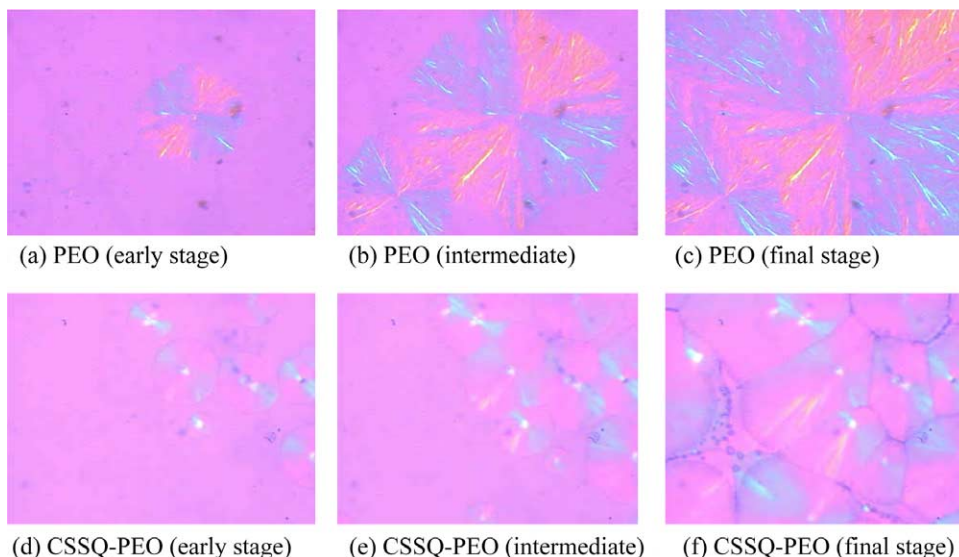 (a) PEO (early stage)
(b) PEO (intermediate)
(c) PEO (final stage)
(d) CSSQ-PEO (early stage)
(e) CSSQ-PEO (intermediate)
(f) CSSQ-PEO (final stage)